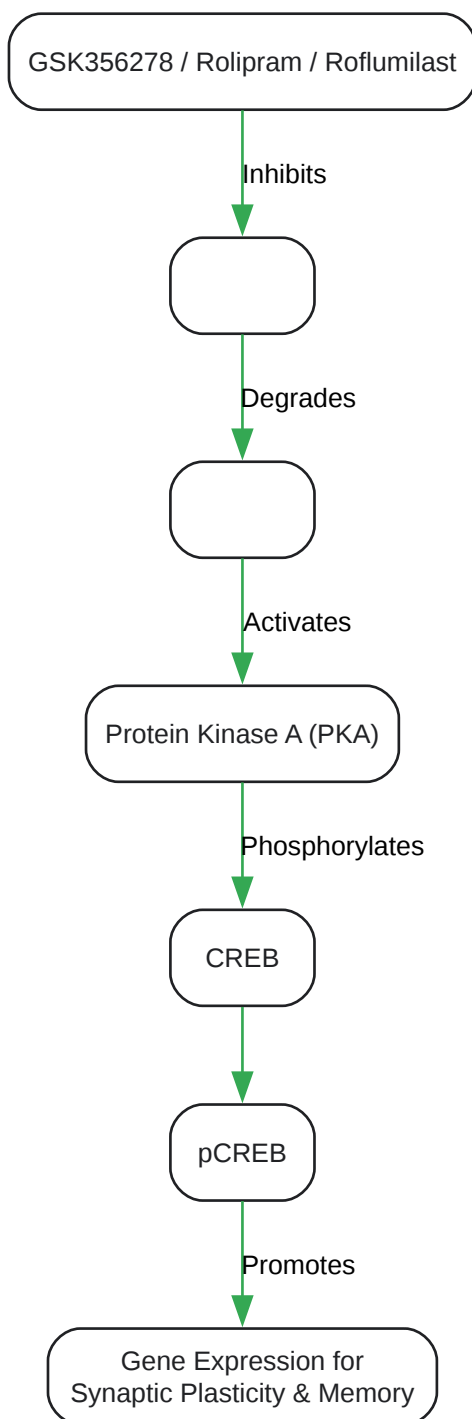 GSK356278 / Rolipram / Roflumilast
Inhibits
Degrades
Activates
Protein Kinase A (PKA)
Phosphorylates
CREB
pCREB
Promotes
Gene Expression for
Synaptic Plasticity & Memory